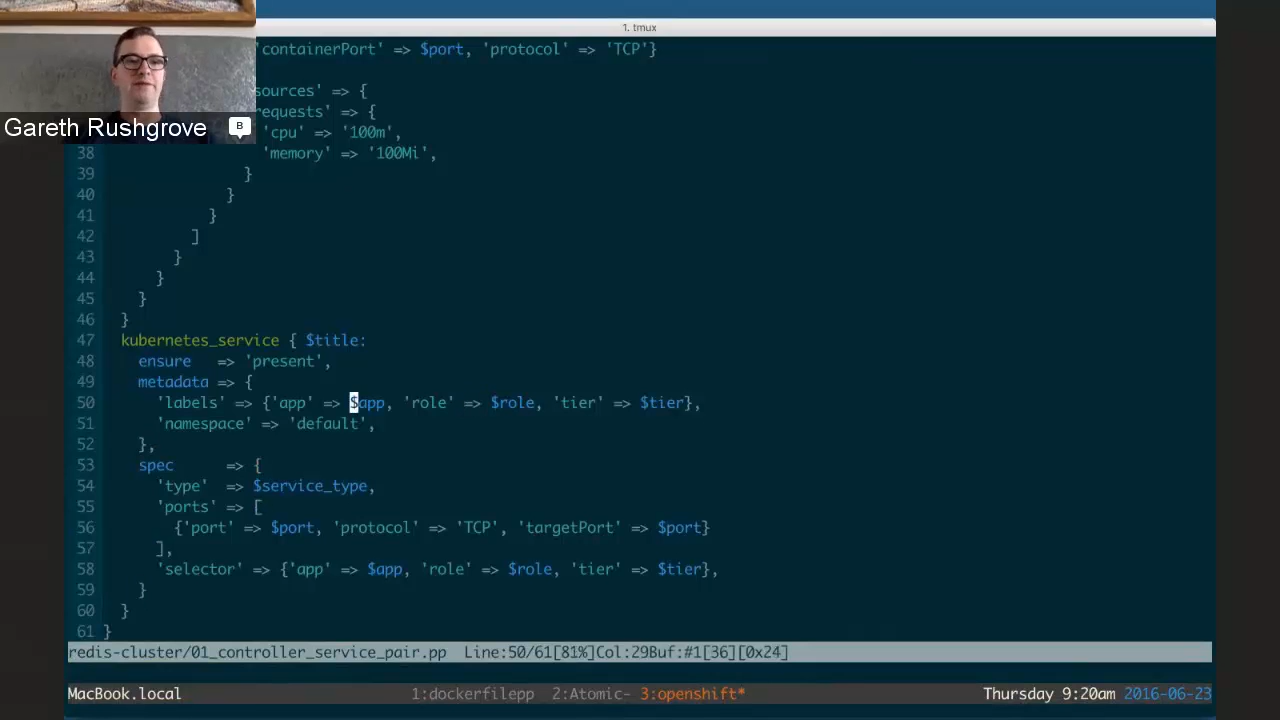 1. tmux
'containerPort' => $port, 'protocol' => 'TCP'}
sources' => {
requests' => {
'cpu' => '100m',
Gareth Rushgrove B
38 'memory' => '100Mi',
39 }
40 }
41 }
42 ]
43 }
44 }
45 }
46 }
47 kubernetes_service { $title:
48 ensure => 'present',
49 metadata => {
50 'labels' => {'app' => $app, 'role' => $role, 'tier' => $tier},
51 'namespace' => 'default',
52 },
53 spec => {
54 'type' => $service_type,
55 'ports' => [
56 {'port' => $port, 'protocol' => 'TCP', 'targetPort' => $port}
57 ],
58 'selector' => {'app' => $app, 'role' => $role, 'tier' => $tier},
59 }
60 }
61 }
redis-cluster/01_controller_service_pair.pp Line:50/61[81%]Col:29Buf:#1[36][0x24]
MacBook.local 1:dockerfilepp 2:Atomic- 3:openshift* Thursday 9:20am 2016-06-23